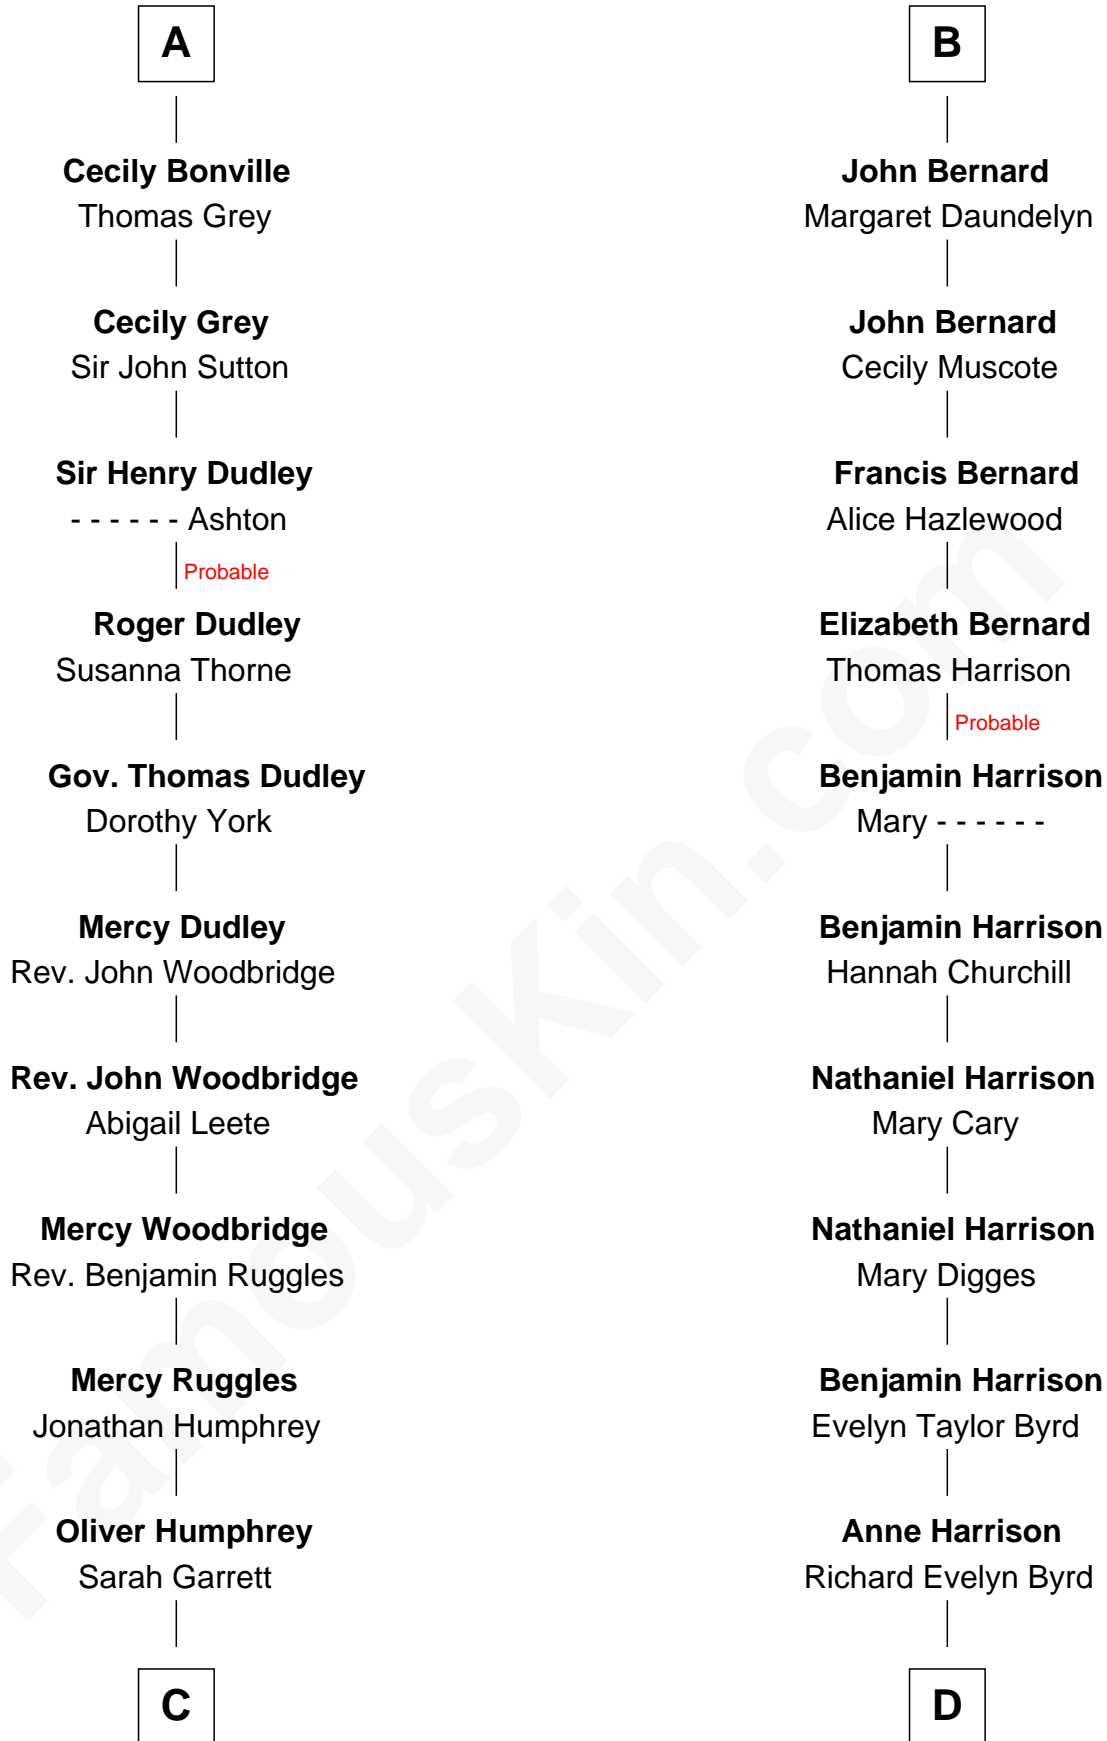 A
Cecily Bonville
Thomas Grey
Cecily Grey
Sir John Sutton
Sir Henry Dudley
- - - - - - Ashton
Probable
Roger Dudley
Susanna Thorne
Gov. Thomas Dudley
Dorothy York
Mercy Dudley
Rev. John Woodbridge
Rev. John Woodbridge
Abigail Leete
Mercy Woodbridge
Rev. Benjamin Ruggles
Mercy Ruggles
Jonathan Humphrey
Oliver Humphrey
Sarah Garrett
C
B
John Bernard
Margaret Daundelyn
John Bernard
Cecily Muscote
Francis Bernard
Alice Hazlewood
Elizabeth Bernard
Thomas Harrison
Probable
Benjamin Harrison
Mary - - - - - -
Benjamin Harrison
Hannah Churchill
Nathaniel Harrison
Mary Cary
Nathaniel Harrison
Mary Digges
Benjamin Harrison
Evelyn Taylor Byrd
Anne Harrison
Richard Evelyn Byrd
D
FamousKin.com